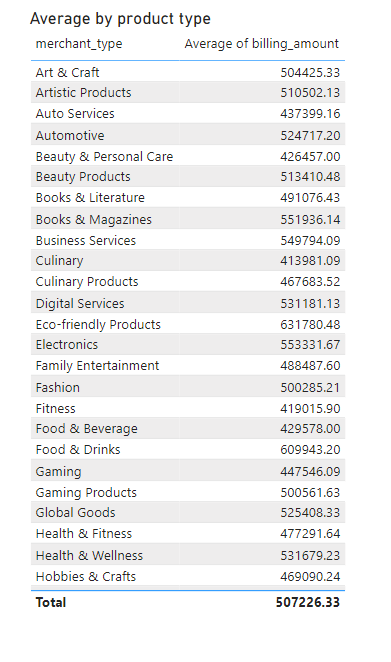 Average by product type
merchant_type Average of billing_amount
Art & Craft 504425.33
Artistic Products 510502.13
Auto Services 437399.16
Automotive 524717.20
Beauty & Personal Care 426457.00
Beauty Products 513410.48
Books & Literature 491076.43
Books & Magazines 551936.14
Business Services 549794.09
Culinary 413981.09
Culinary Products 467683.52
Digital Services 531181.13
Eco-friendly Products 631780.48
Electronics 553331.67
Family Entertainment 488487.60
Fashion 500285.21
Fitness 419015.90
Food & Beverage 429578.00
Food & Drinks 609943.20
Gaming 447546.09
Gaming Products 500561.63
Global Goods 525408.33
Health & Fitness 477291.64
Health & Wellness 531679.23
Hobbies & Crafts 469090.24
Total 507226.33